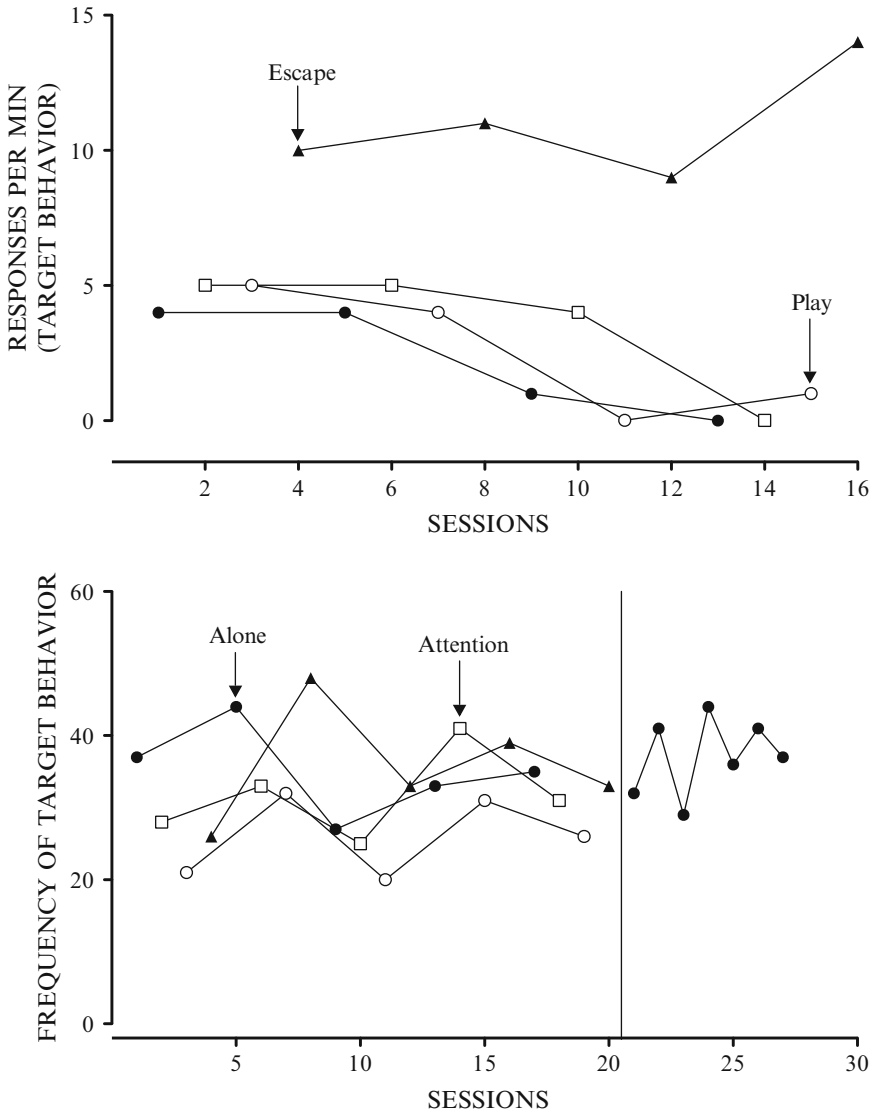 RESPONSES PER MIN
(TARGET BEHAVIOR)
15
10
5
0
Escape
Play
2 4 6 8 10 12 14 16
SESSIONS
FREQUENCY OF TARGET BEHAVIOR
60
40
20
0
Alone
Attention
5 10 15 20 25 30
SESSIONS